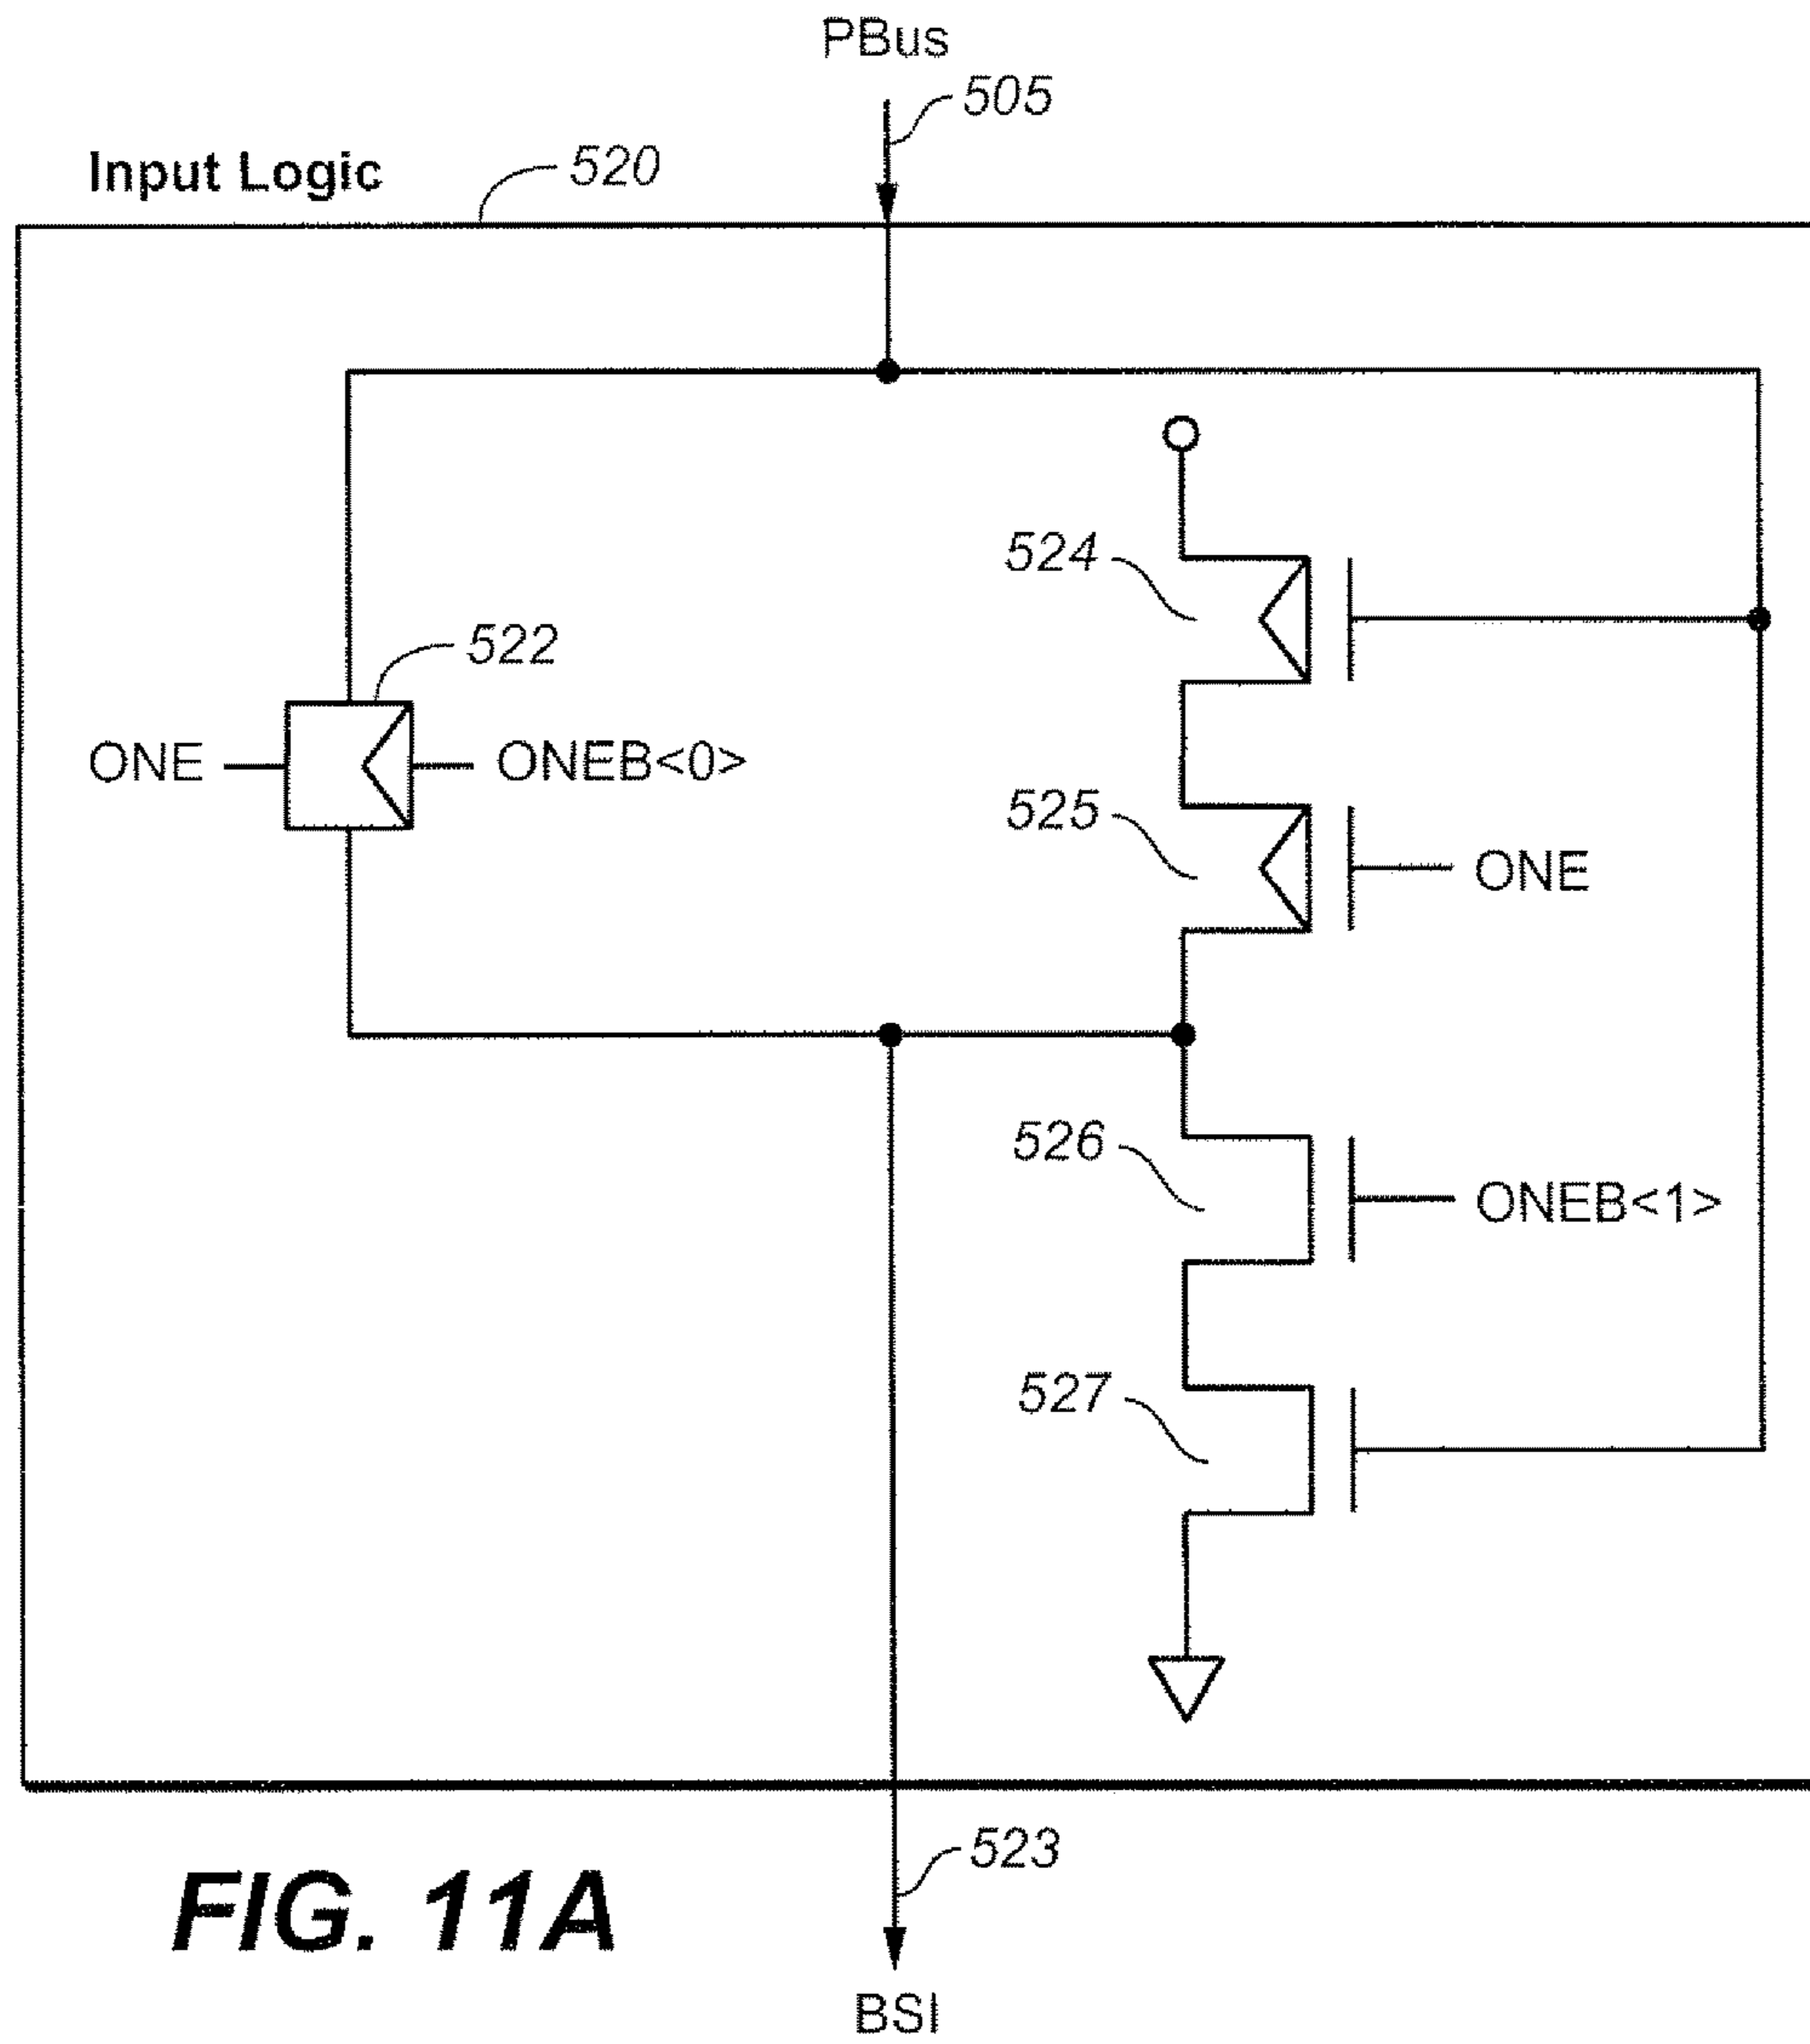 PBus
505
Input Logic
520
524
522
ONE
ONEB<0>
525
ONE
526
ONEB<1>
527
523
FIG. 11A
BSI